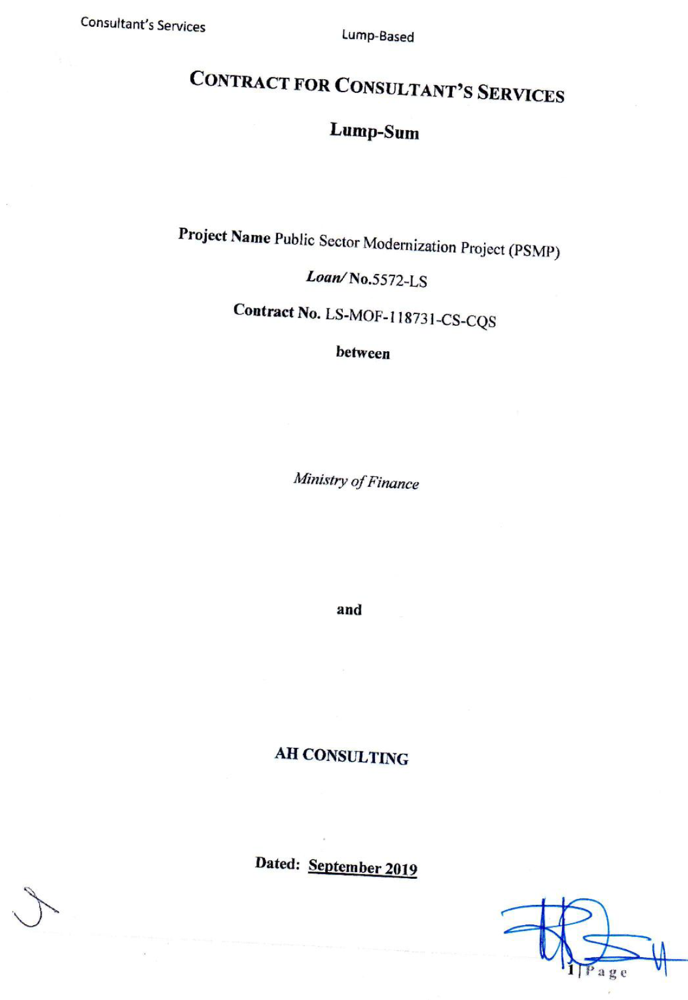 Consultant's Services
Lump-Based
CONTRACT FOR CONSULTANT'S SERVICES
Lump-Sum
Project Name Public Sector Modernization Project (PSMP)
Loan/ No.5572-LS
Contract No. LS-MOF-118731-CS-CQS
between
Ministry of Finance
and
AH CONSULTING
Dated: September 2019
1 | Page